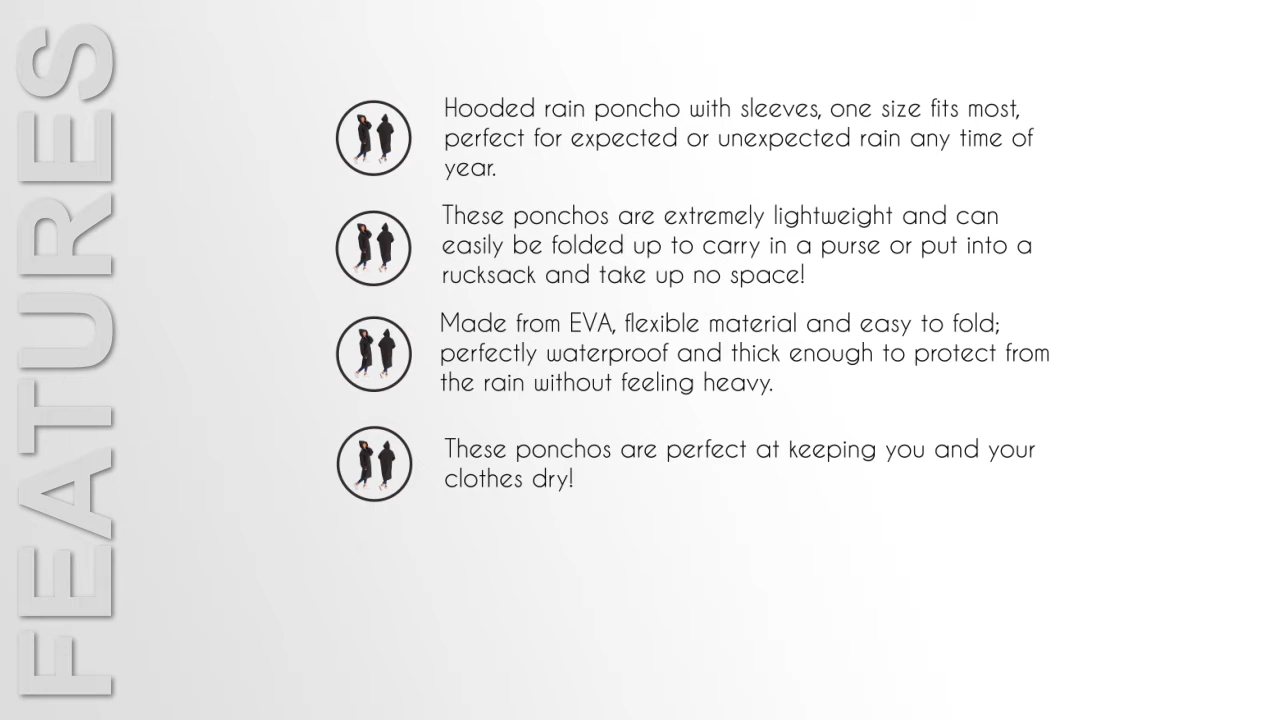 FEATURES
Hooded rain poncho with sleeves, one size fits most,
perfect for expected or unexpected rain any time of
year.
These ponchos are extremely lightweight and can
easily be folded up to carry in a purse or put into a
rucksack and take up no space!
Made from EVA, flexible material and easy to fold;
perfectly waterproof and thick enough to protect from
the rain without feeling heavy.
These ponchos are perfect at keeping you and your
clothes dry!